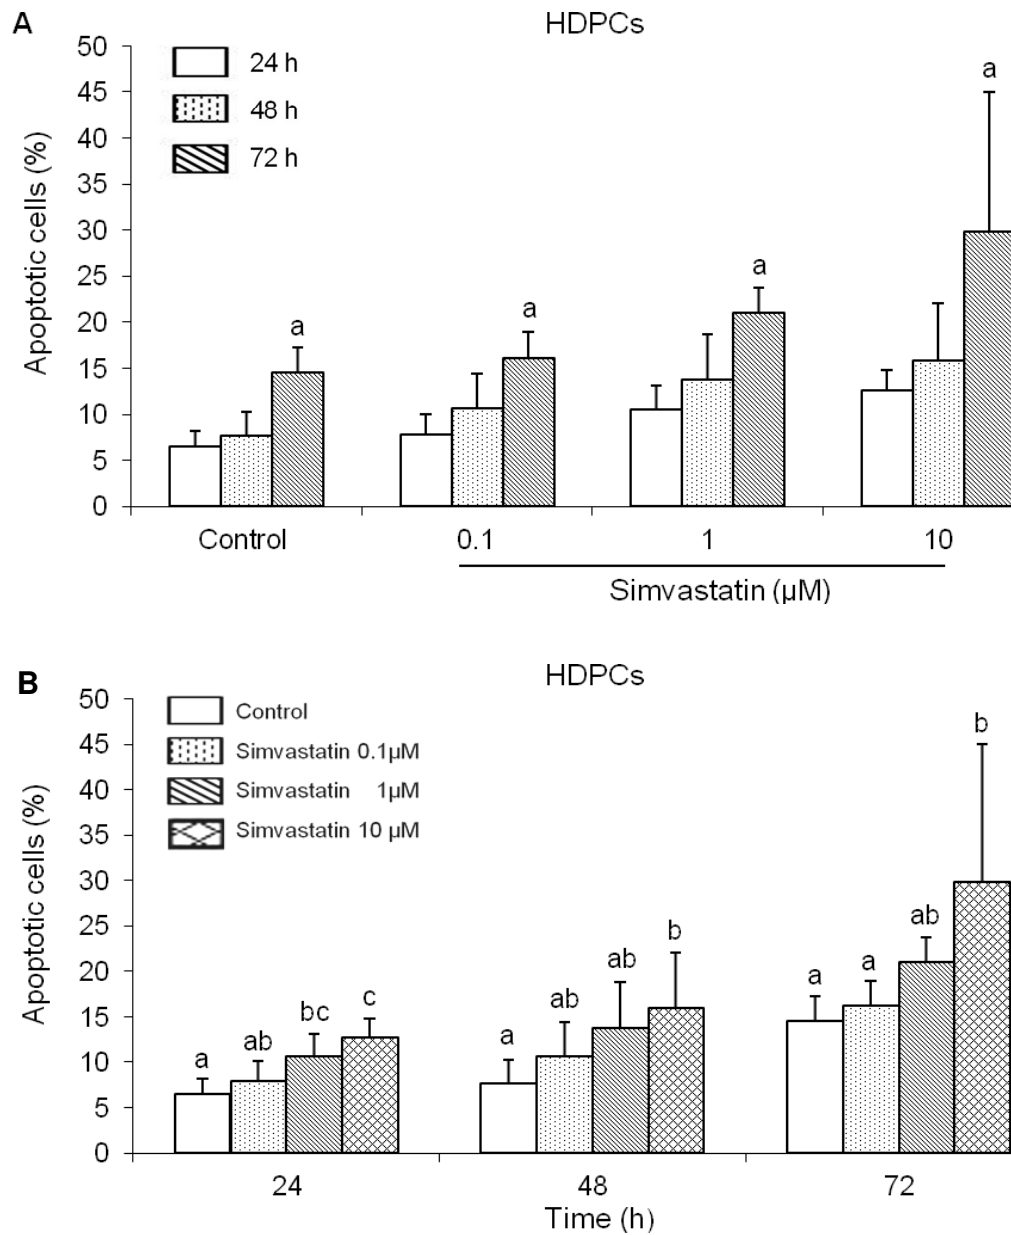 A
HDPCs
24 h
48 h
72 h
Apoptotic cells (%)
50
45
40
35
30
25
20
15
10
5
0
a
a
a
a
Control
0.1
1
10
Simvastatin (µM)
B
HDPCs
Control
Simvastatin 0.1µM
Simvastatin 1µM
Simvastatin 10 µM
Apoptotic cells (%)
50
45
40
35
30
25
20
15
10
5
0
a
ab
bc
c
a
ab
ab
b
a
a
ab
b
24
48
72
Time (h)